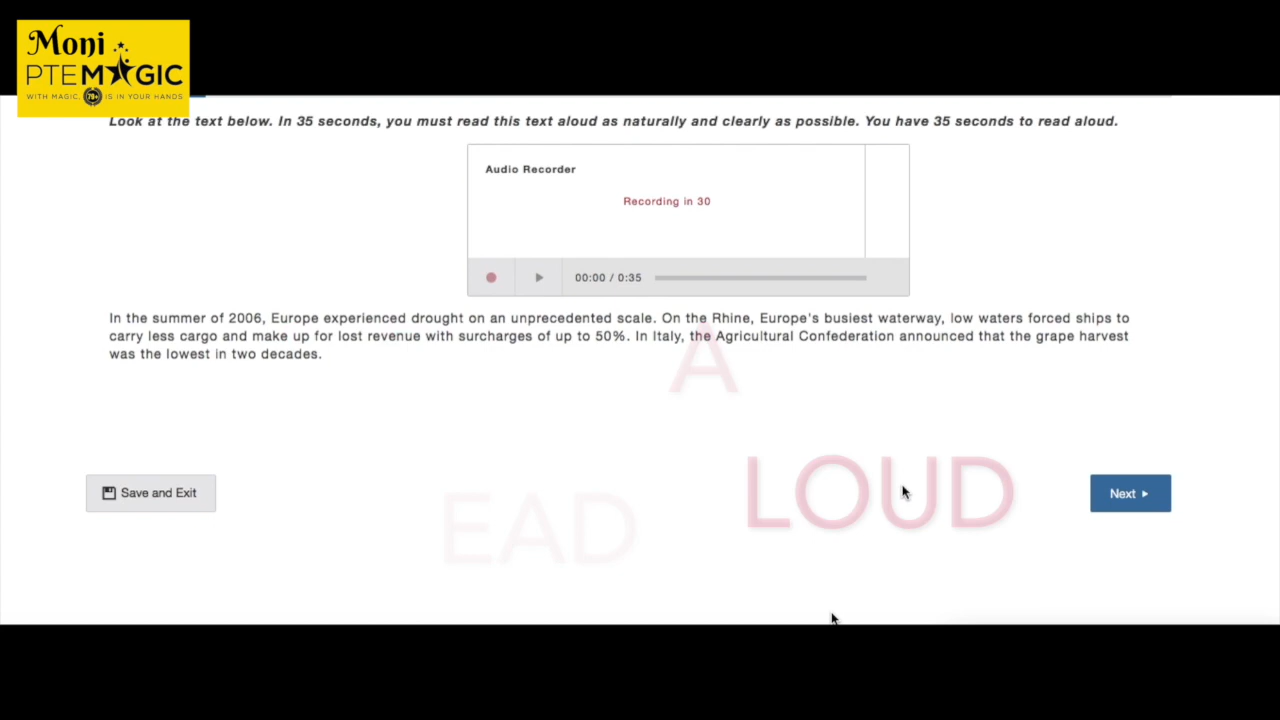 Moni
PTEMAGIC
WITH MAGIC, 79+ IS IN YOUR HANDS
Look at the text below. In 35 seconds, you must read this text aloud as naturally and clearly as possible. You have 35 seconds to read aloud.
Audio Recorder
Recording in 30
00:00 / 0:35
In the summer of 2006, Europe experienced drought on an unprecedented scale. On the Rhine, Europe's busiest waterway, low waters forced ships to
carry less cargo and make up for lost revenue with surcharges of up to 50%. In Italy, the Agricultural Confederation announced that the grape harvest
was the lowest in two decades.
A
LOUD
EAD
Save and Exit
Next